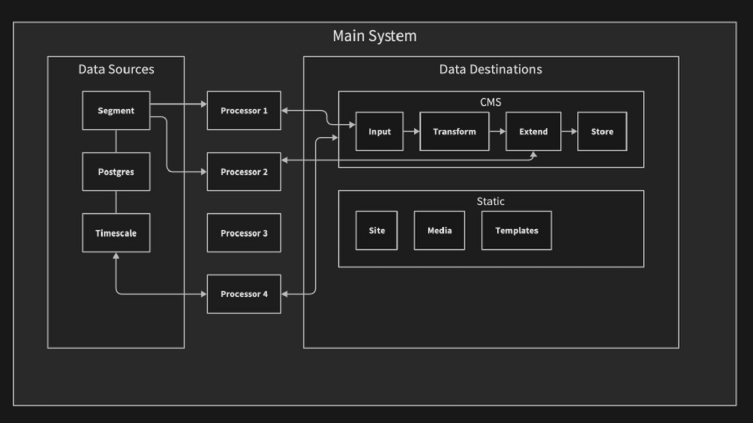 Main System
Data Sources
Segment
Postgres
Timescale
Processor 1
Processor 2
Processor 3
Processor 4
Data Destinations
CMS
Input
Transform
Extend
Store
Static
Site
Media
Templates